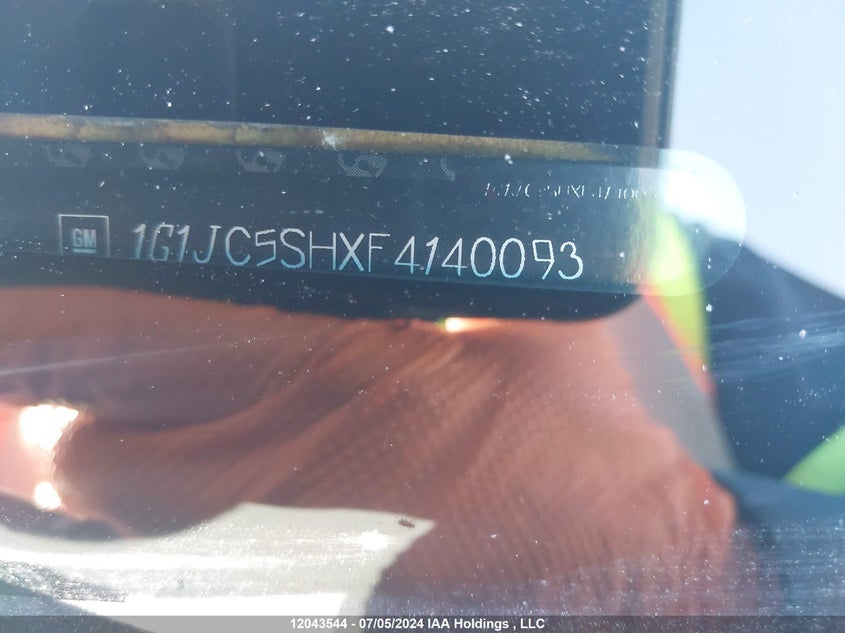 GM 1G1JC5SHXF4140093
12043544 - 07/05/2024 IAA Holdings , LLC